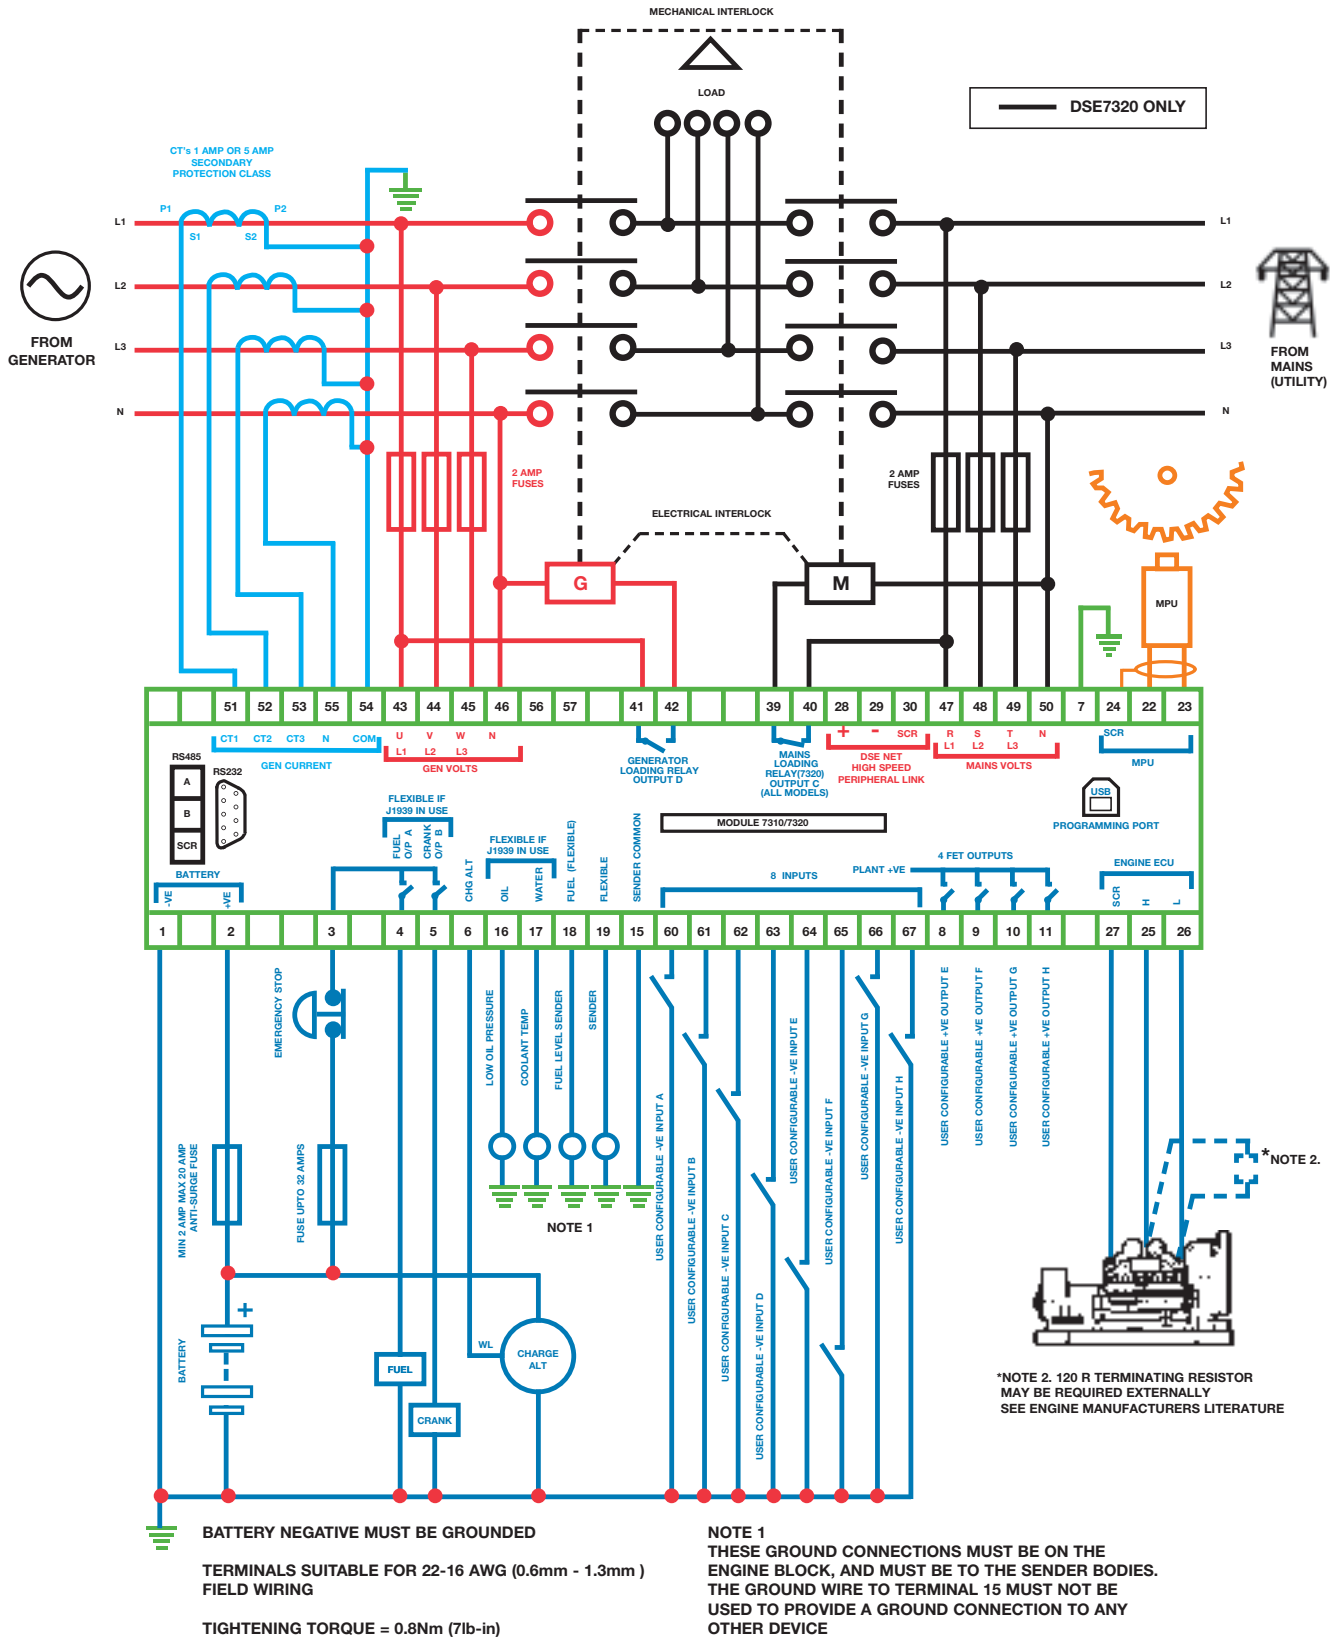 MECHANICAL INTERLOCK
LOAD
DSE7320 ONLY
CT's 1 AMP OR 5 AMP
SECONDARY
PROTECTION CLASS
P1
P2
S1
S2
L1
L2
L3
N
FROM
GENERATOR
L1
L2
L3
N
FROM
MAINS
(UTILITY)
2 AMP
FUSES
2 AMP
FUSES
ELECTRICAL INTERLOCK
G
M
MPU
51 52 53 55 54 43 44 45 46 56 57 41 42 39 40 28 29 30 47 48 49 50 7 24 22 23
CT1 CT2 CT3 N COM
GEN CURRENT
U V W N
L1 L2 L3
GEN VOLTS
GENERATOR
LOADING RELAY
OUTPUT D
MAINS
LOADING
RELAY(7320)
OUTPUT C
(ALL MODELS)
+ - SCR
DSE NET
HIGH SPEED
PERIPHERAL LINK
R S T N
L1 L2 L3
MAINS VOLTS
SCR
MPU
RS485
A
B
SCR
RS232
USB
PROGRAMMING PORT
MODULE 7310/7320
FLEXIBLE IF
J1939 IN USE
FUEL
O/P A
CRANK
O/P B
CHG ALT
FLEXIBLE IF
J1939 IN USE
OIL
WATER
FUEL (FLEXIBLE)
FLEXIBLE
SENDER COMMON
8 INPUTS
PLANT +VE
4 FET OUTPUTS
ENGINE ECU
SCR
H
L
BATTERY
-VE
+VE
1 2 3 4 5 6 16 17 18 19 15 60 61 62 63 64 65 66 67 8 9 10 11 27 25 26
EMERGENCY STOP
LOW OIL PRESSURE
COOLANT TEMP
FUEL LEVEL SENDER
SENDER
USER CONFIGURABLE -VE INPUT A
USER CONFIGURABLE -VE INPUT B
USER CONFIGURABLE -VE INPUT C
USER CONFIGURABLE -VE INPUT D
USER CONFIGURABLE -VE INPUT E
USER CONFIGURABLE -VE INPUT F
USER CONFIGURABLE -VE INPUT G
USER CONFIGURABLE -VE INPUT H
USER CONFIGURABLE +VE OUTPUT E
USER CONFIGURABLE +VE OUTPUT F
USER CONFIGURABLE +VE OUTPUT G
USER CONFIGURABLE +VE OUTPUT H
MIN 2 AMP MAX 20 AMP
ANTI-SURGE FUSE
FUSE UPTO 32 AMPS
NOTE 1
*NOTE 2.
+
BATTERY
FUEL
CRANK
WL
CHARGE
ALT
*NOTE 2. 120 R TERMINATING RESISTOR
MAY BE REQUIRED EXTERNALLY
SEE ENGINE MANUFACTURERS LITERATURE
BATTERY NEGATIVE MUST BE GROUNDED
TERMINALS SUITABLE FOR 22-16 AWG (0.6mm - 1.3mm )
FIELD WIRING
TIGHTENING TORQUE = 0.8Nm (7lb-in)
NOTE 1
THESE GROUND CONNECTIONS MUST BE ON THE
ENGINE BLOCK, AND MUST BE TO THE SENDER BODIES.
THE GROUND WIRE TO TERMINAL 15 MUST NOT BE
USED TO PROVIDE A GROUND CONNECTION TO ANY
OTHER DEVICE